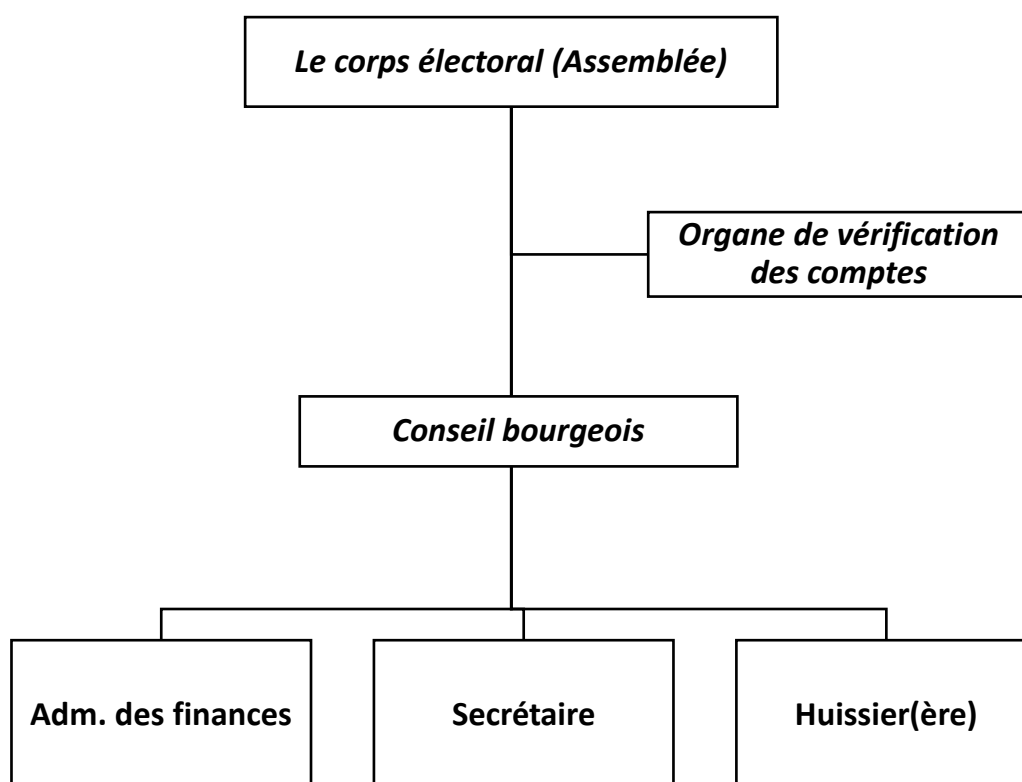 Le corps électoral (Assemblée)
Organe de vérification
des comptes
Conseil bourgeois
Adm. des finances
Secrétaire
Huissier(ère)